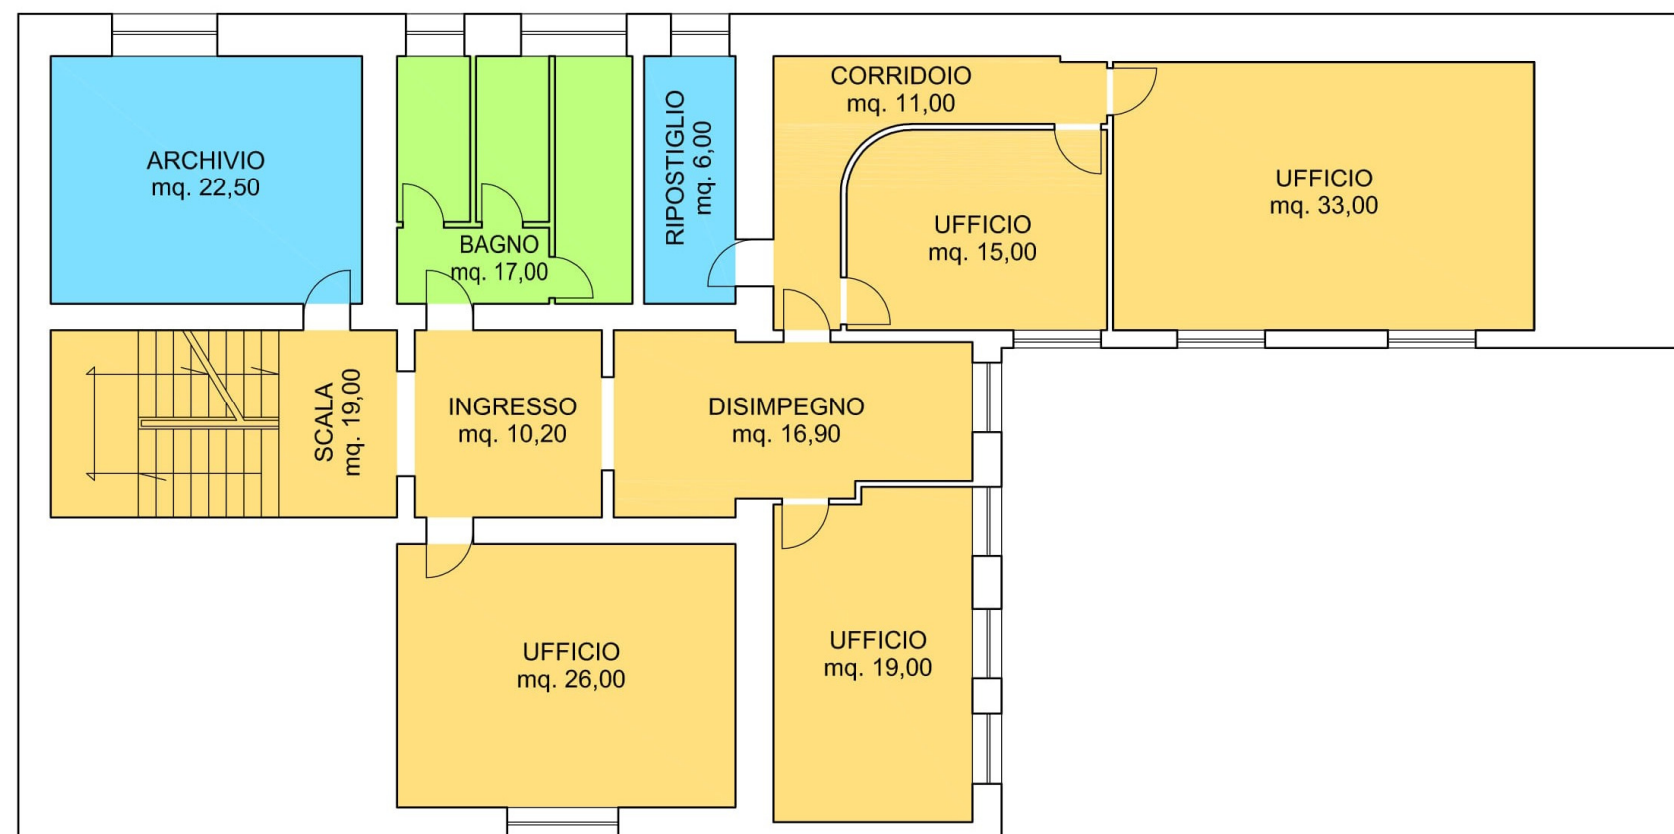 CORRIDOIO
mq. 11,00
ARCHIVIO
mq. 22,50
RIPOSTIGLIO
mq. 6,00
UFFICIO
mq. 33,00
UFFICIO
mq. 15,00
BAGNO
mq. 17,00
SCALA
mq. 19,00
INGRESSO
mq. 10,20
DISIMPEGNO
mq. 16,90
UFFICIO
mq. 26,00
UFFICIO
mq. 19,00